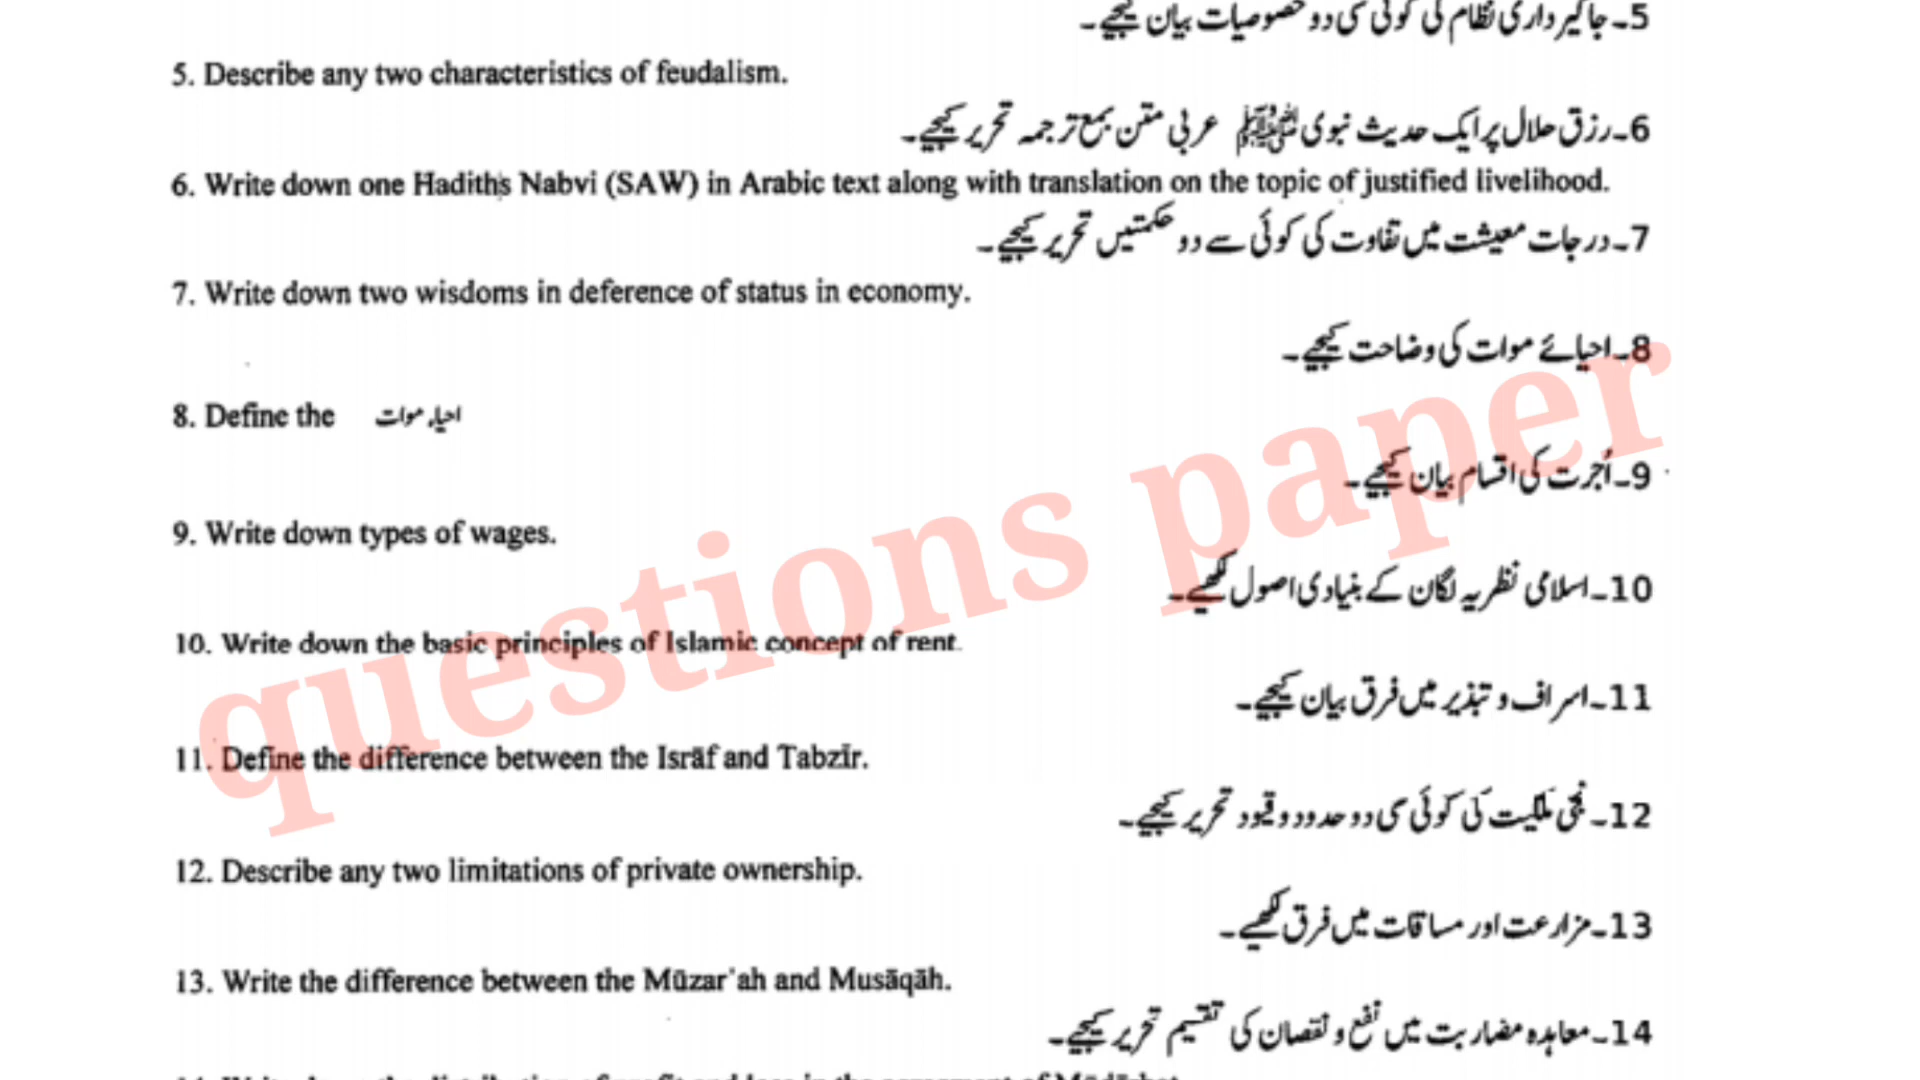 5۔جاگیرداری نظام کی کوئی سی دو خصوصیات بیان کیجیے۔
5. Describe any two characteristics of feudalism.
6۔رزق حلال پر ایک حدیث نبوی ﷺ عربی متن بمع ترجمہ تحریر کیجیے۔
6. Write down one Hadiths Nabvi (SAW) in Arabic text along with translation on the topic of justified livelihood.
7۔درجات معیشت میں تفاوت کی کوئی سے دو حکمتیں تحریر کیجیے۔
7. Write down two wisdoms in deference of status in economy.
8۔احیائے موات کی وضاحت کیجیے۔
8. Define the احیاء موات
9۔اُجرت کی اقسام بیان کیجیے۔
9. Write down types of wages.
10۔اسلامی نظریہ لگان کے بنیادی اصول لکھیے۔
10. Write down the basic principles of Islamic concept of rent.
11۔اسراف و تبذیر میں فرق بیان کیجیے۔
11. Define the difference between the Isrāf and Tabzīr.
12۔نجی ملکیت کی کوئی سی دو حدود و قیود تحریر کیجیے۔
12. Describe any two limitations of private ownership.
13۔مزارعت اور مساقات میں فرق لکھیے۔
13. Write the difference between the Mūzar'ah and Musāqāh.
14۔معاہدہ مضاربت میں نفع و نقصان کی تقسیم تحریر کیجیے۔
questions paper